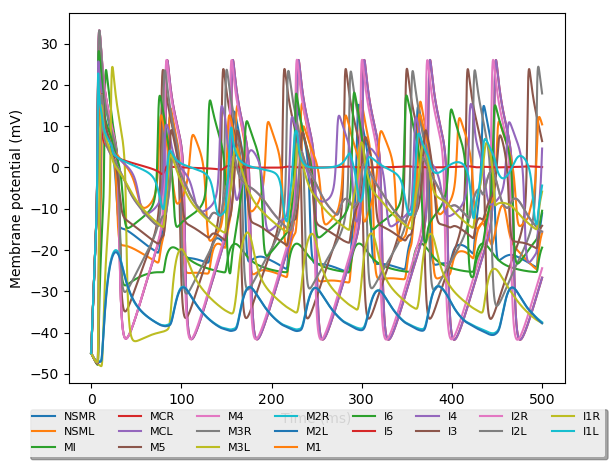 Membrane potential (mV)
30
20
10
0
−10
−20
−30
−40
−50
0 100 200 300 400 500
Time (ms)
NSMR MCR M4 M2R I6 I4 I2R I1R
NSML MCL M3R M2L I5 I3 I2L I1L
MI M5 M3L M1